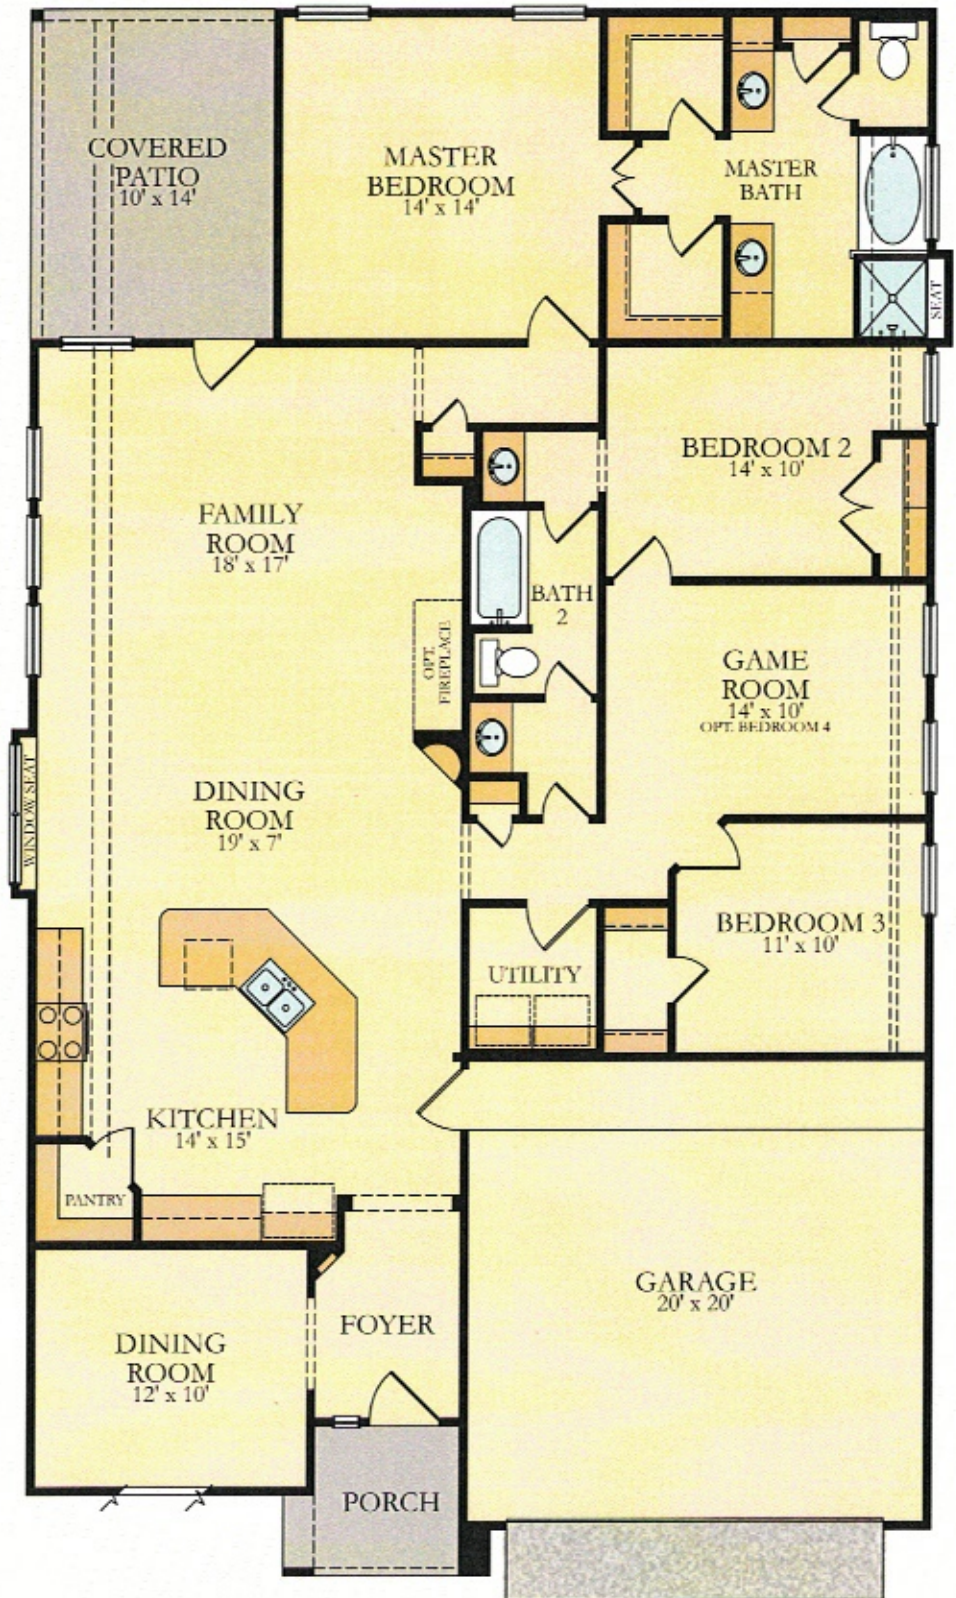 COVERED
PATIO
10' x 14'
MASTER
BEDROOM
14' x 14'
MASTER
BATH
SEAT
BEDROOM 2
14' x 10'
FAMILY
ROOM
18' x 17'
BATH
2
OPT.
FIREPLACE
GAME
ROOM
14' x 10'
OPT. BEDROOM 4
WINDOW SEAT
DINING
ROOM
19' x 7'
BEDROOM 3
11' x 10'
UTILITY
KITCHEN
14' x 15'
PANTRY
GARAGE
20' x 20'
FOYER
DINING
ROOM
12' x 10'
PORCH